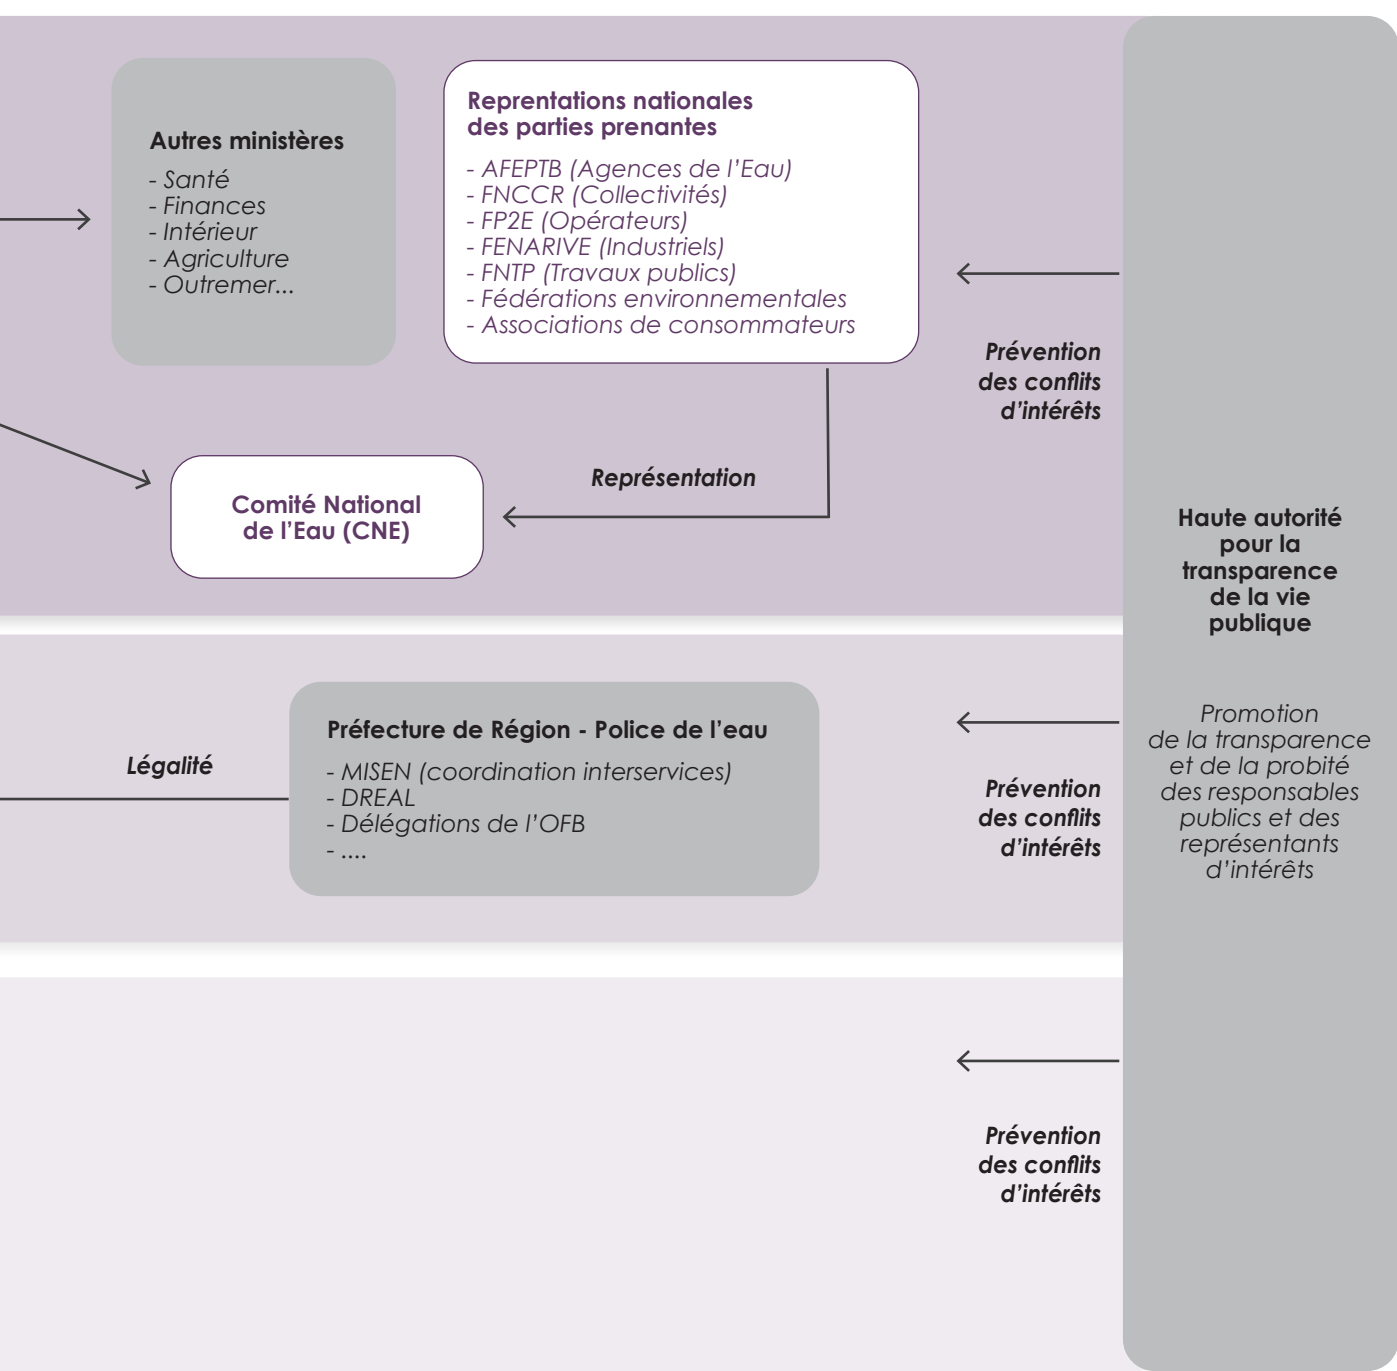 Autres ministères
- Santé
- Finances
- Intérieur
- Agriculture
- Outremer...
Reprentations nationales
des parties prenantes
- AFEPTB (Agences de l'Eau)
- FNCCR (Collectivités)
- FP2E (Opérateurs)
- FENARIVE (Industriels)
- FNTP (Travaux publics)
- Fédérations environnementales
- Associations de consommateurs
Prévention
des conflits
d'intérêts
Représentation
Comité National
de l'Eau (CNE)
Haute autorité
pour la
transparence
de la vie
publique
Promotion
de la transparence
et de la probité
des responsables
publics et des
représentants
d'intérêts
Légalité
Préfecture de Région - Police de l'eau
- MISEN (coordination interservices)
- DREAL
- Délégations de l'OFB
- ....
Prévention
des conflits
d'intérêts
Prévention
des conflits
d'intérêts